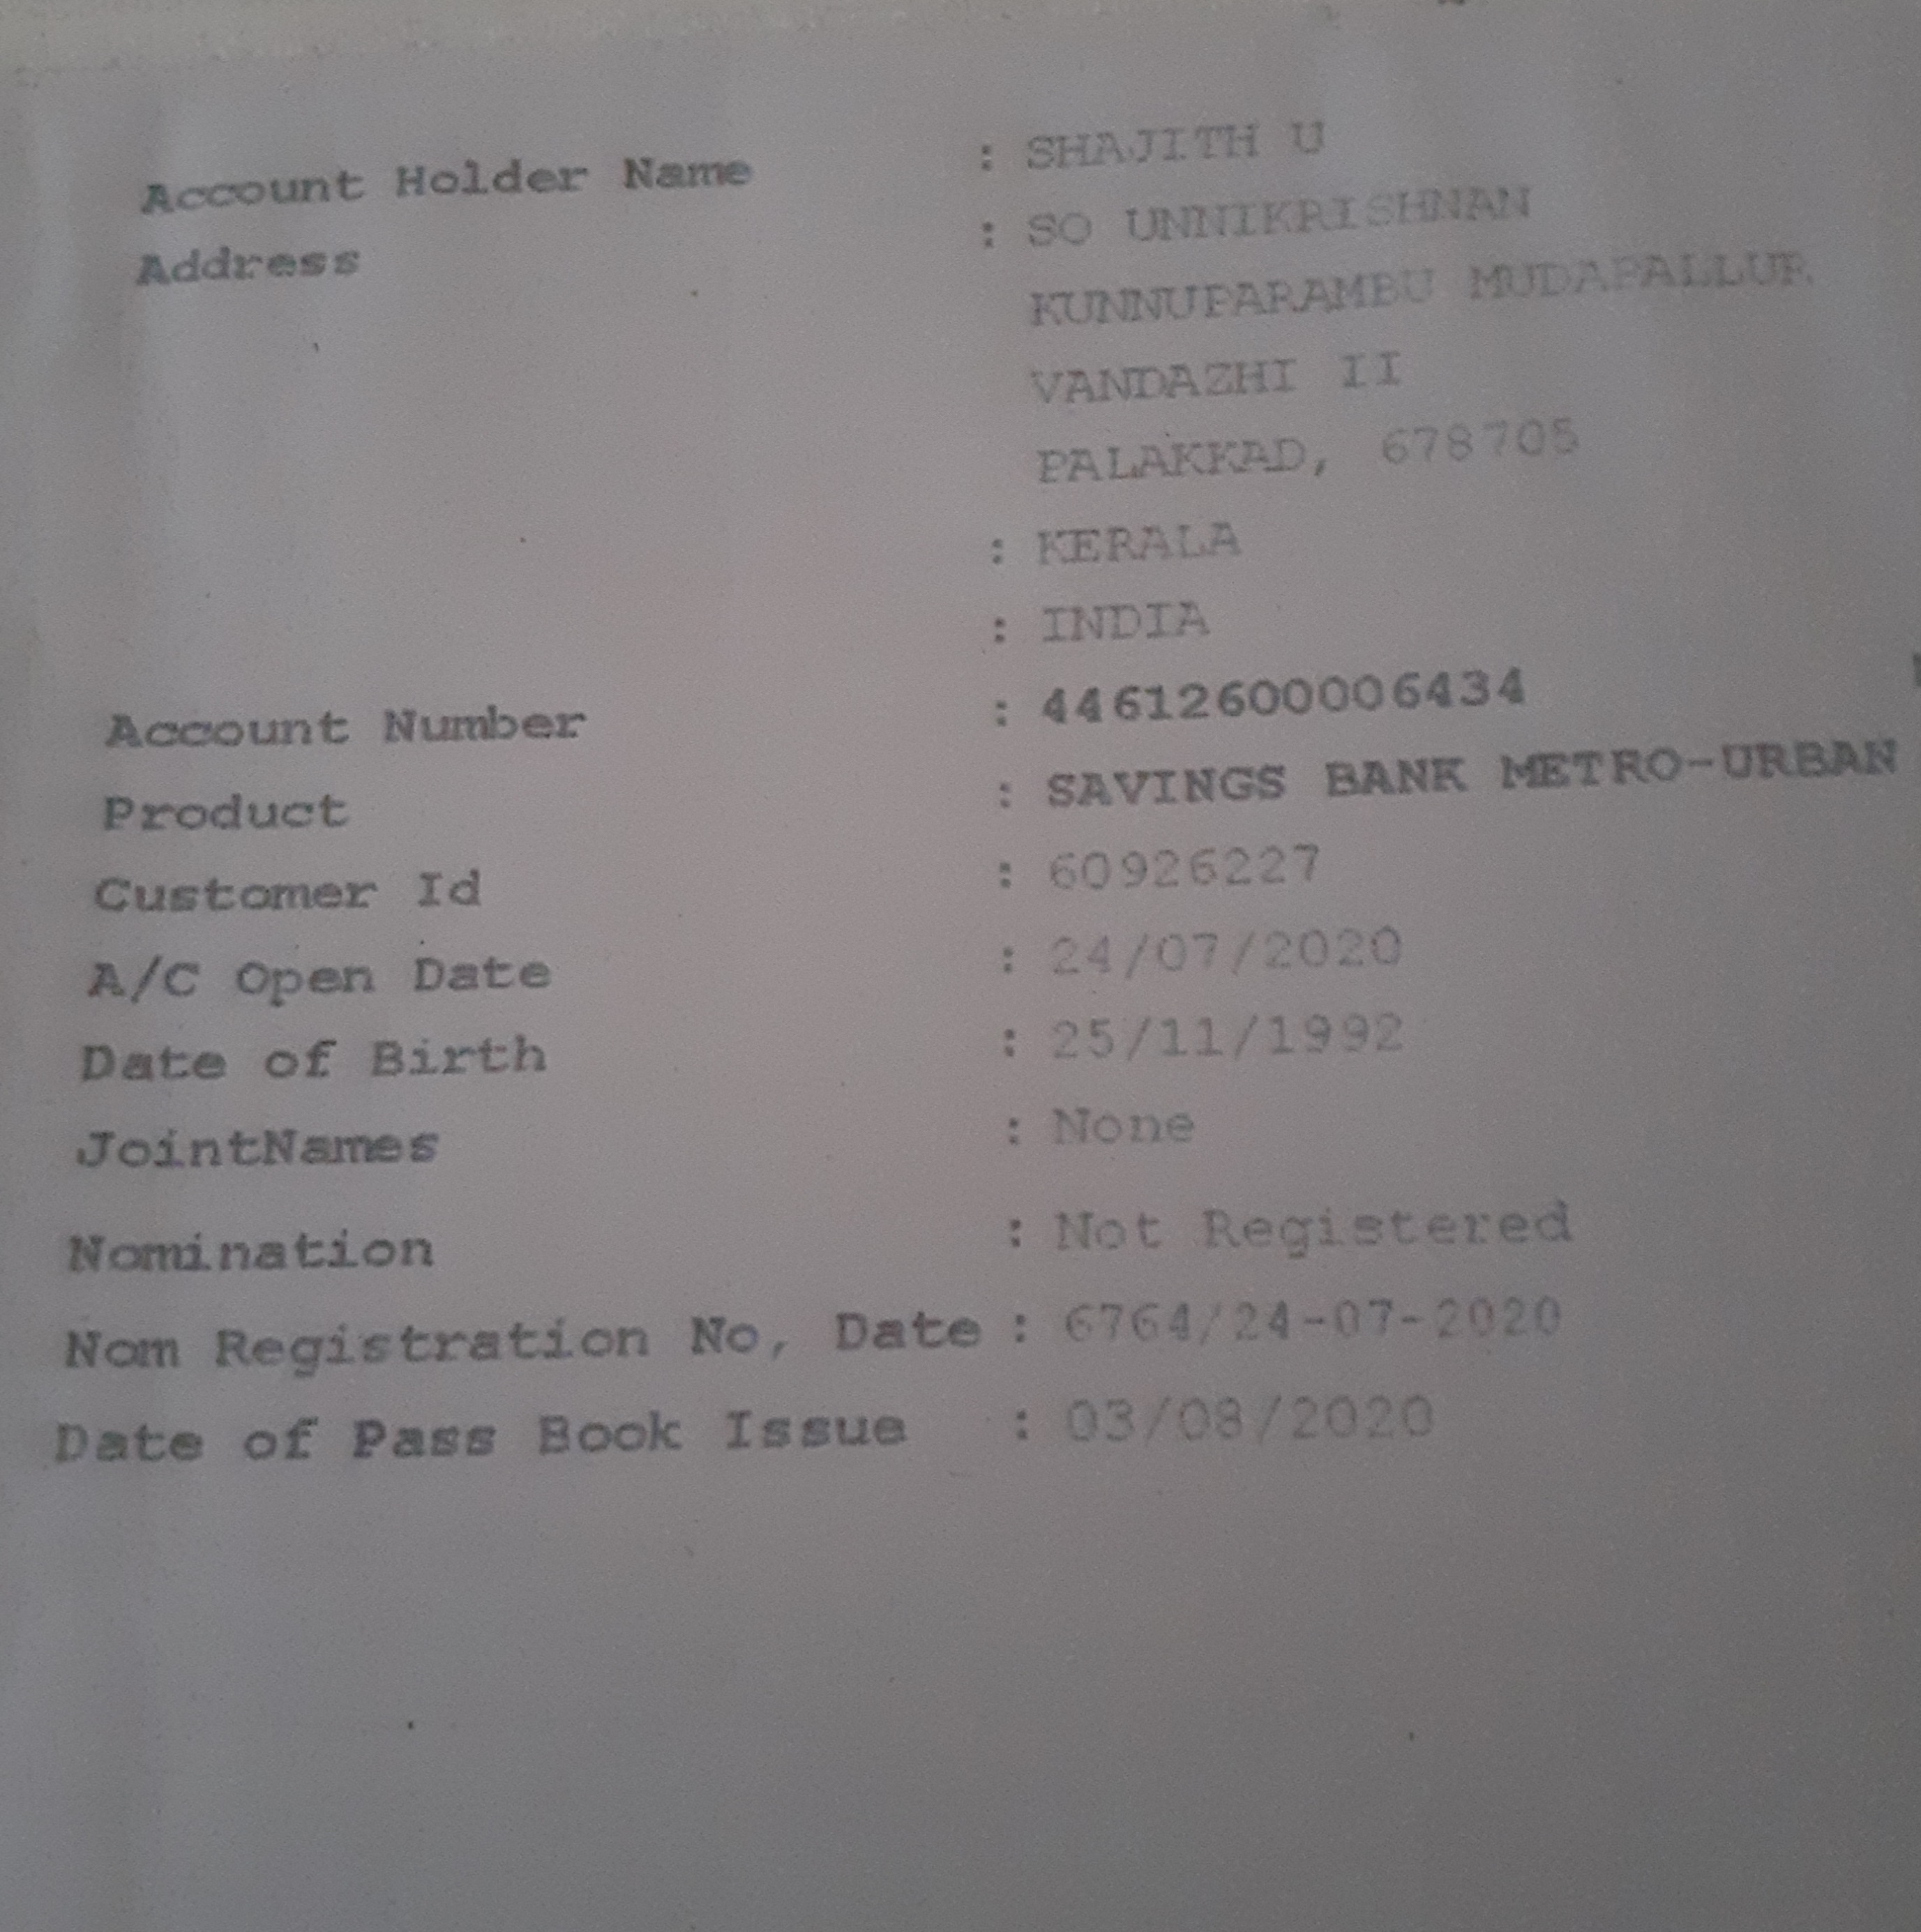 Account Holder Name : SHAJITH U
Address : SO UNNIKRISHNAN
KUNNUPARAMBU MUDAPALLUR
VANDAZHI II
PALAKKAD, 678705
: KERALA
: INDIA
Account Number : 44612600006434
Product : SAVINGS BANK METRO-URBAN
Customer Id : 60926227
A/C Open Date : 24/07/2020
Date of Birth : 25/11/1992
JointNames : None
Nomination : Not Registered
Nom Registration No, Date : 6764/24-07-2020
Date of Pass Book Issue : 03/08/2020